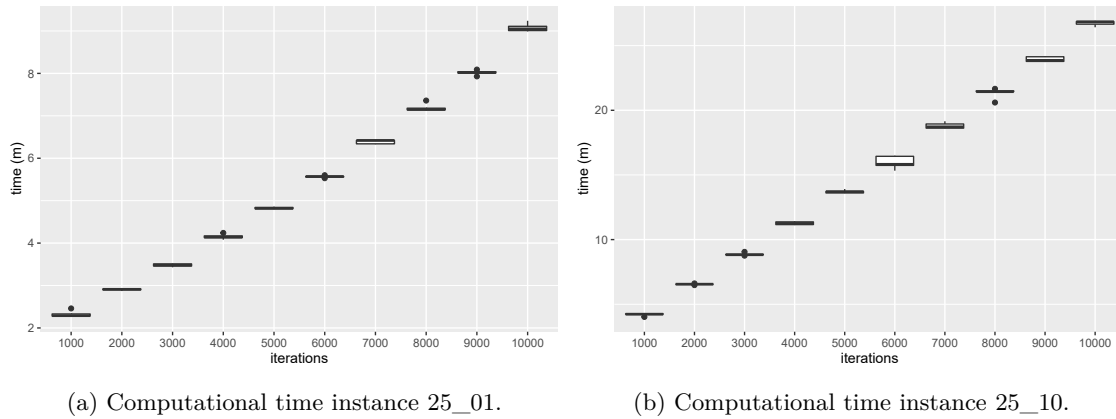 8
6
4
2
time (m)
1000 2000 3000 4000 5000 6000 7000 8000 9000 10000
iterations
(a) Computational time instance 25_01.
20
10
time (m)
1000 2000 3000 4000 5000 6000 7000 8000 9000 10000
iterations
(b) Computational time instance 25_10.